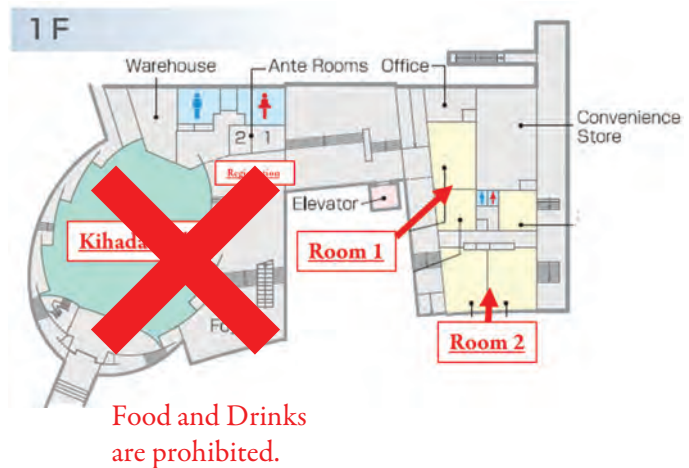 1F
Warehouse
Ante Rooms
Office
Convenience
Store
2 1
Elevator
Room 1
Room 2
Food and Drinks
are prohibited.